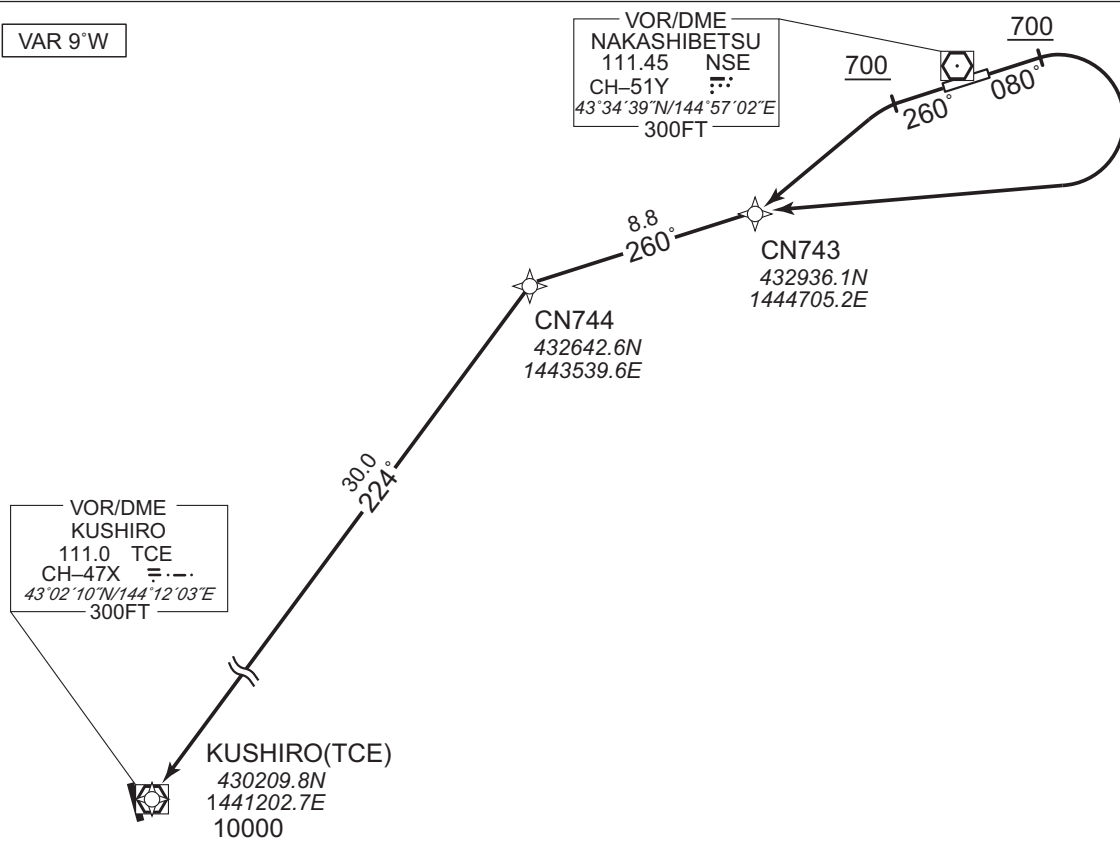 VAR 9°W
VOR/DME
NAKASHIBETSU
111.45 NSE
CH–51Y
43°34´39˝N/144°57´02˝E
300FT
700
700
260°
080°
8.8
260°
CN743
432936.1N
1444705.2E
CN744
432642.6N
1443539.6E
30.0
224°
VOR/DME
KUSHIRO
111.0 TCE
CH–47X
43°02´10˝N/144°12´03˝E
300FT
KUSHIRO(TCE)
430209.8N
1441202.7E
10000